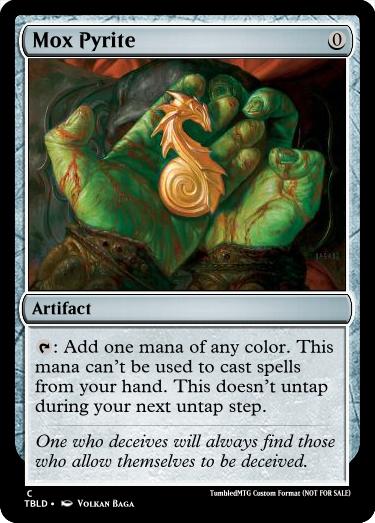 Mox Pyrite 0
Artifact
: Add one mana of any color. This
mana can't be used to cast spells
from your hand. This doesn't untap
during your next untap step.
One who deceives will always find those
who allow themselves to be deceived.
C
TBLD • Volkan Baga
TumbledMTG Custom Format (NOT FOR SALE)